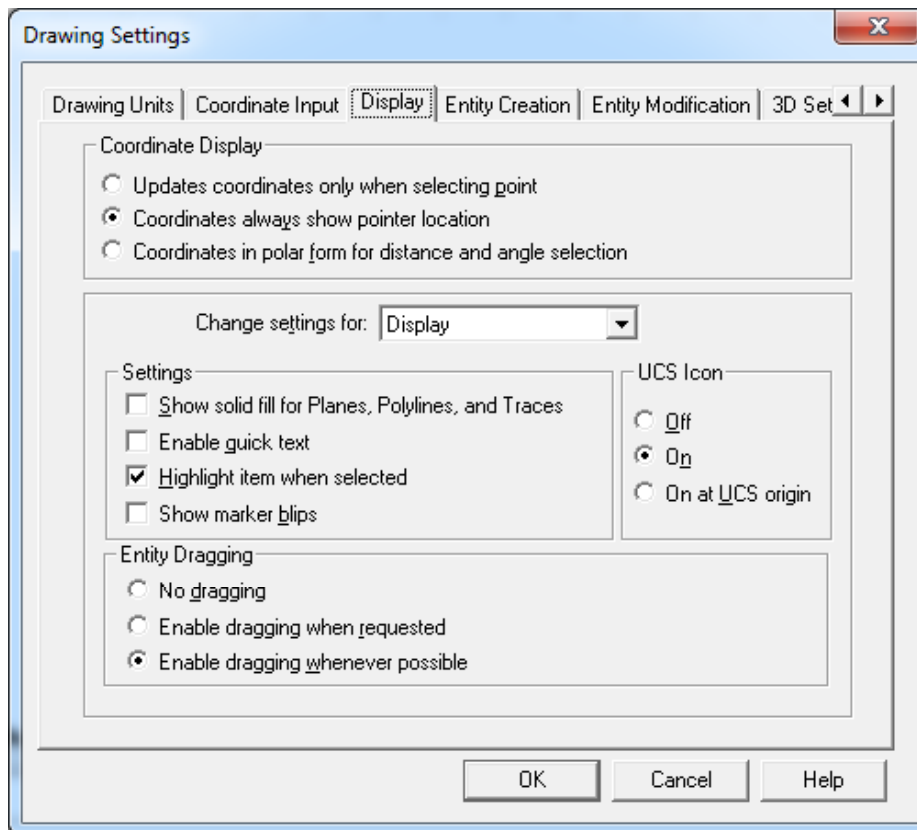 Drawing Settings
Drawing Units Coordinate Input Display Entity Creation Entity Modification 3D Set
Coordinate Display
Updates coordinates only when selecting point
Coordinates always show pointer location
Coordinates in polar form for distance and angle selection
Change settings for: Display
Settings
Show solid fill for Planes, Polylines, and Traces
Enable quick text
Highlight item when selected
Show marker blips
UCS Icon
Off
On
On at UCS origin
Entity Dragging
No dragging
Enable dragging when requested
Enable dragging whenever possible
OK Cancel Help